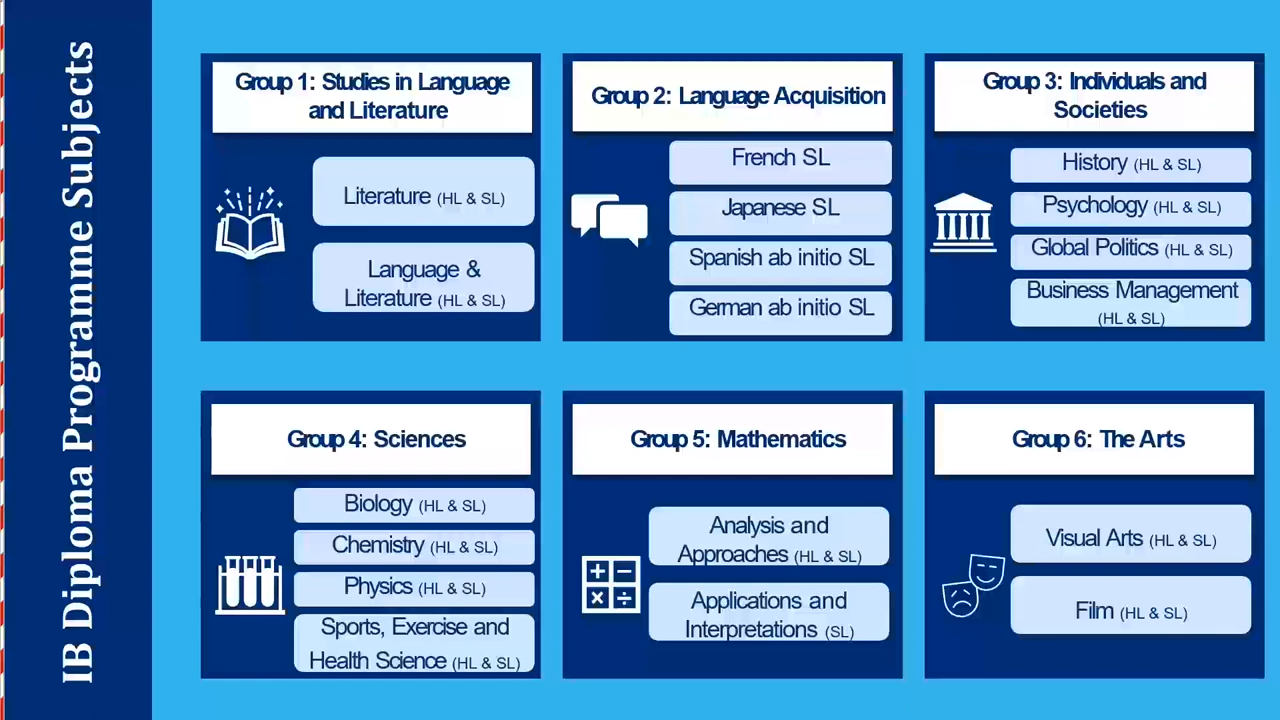 IB Diploma Programme Subjects
Group 1: Studies in Language
and Literature
Literature (HL & SL)
Language &
Literature (HL & SL)
Group 2: Language Acquisition
French SL
Japanese SL
Spanish ab initio SL
German ab initio SL
Group 3: Individuals and
Societies
History (HL & SL)
Psychology (HL & SL)
Global Politics (HL & SL)
Business Management
(HL & SL)
Group 4: Sciences
Biology (HL & SL)
Chemistry (HL & SL)
Physics (HL & SL)
Sports, Exercise and
Health Science (HL & SL)
Group 5: Mathematics
Analysis and
Approaches (HL & SL)
Applications and
Interpretations (SL)
Group 6: The Arts
Visual Arts (HL & SL)
Film (HL & SL)